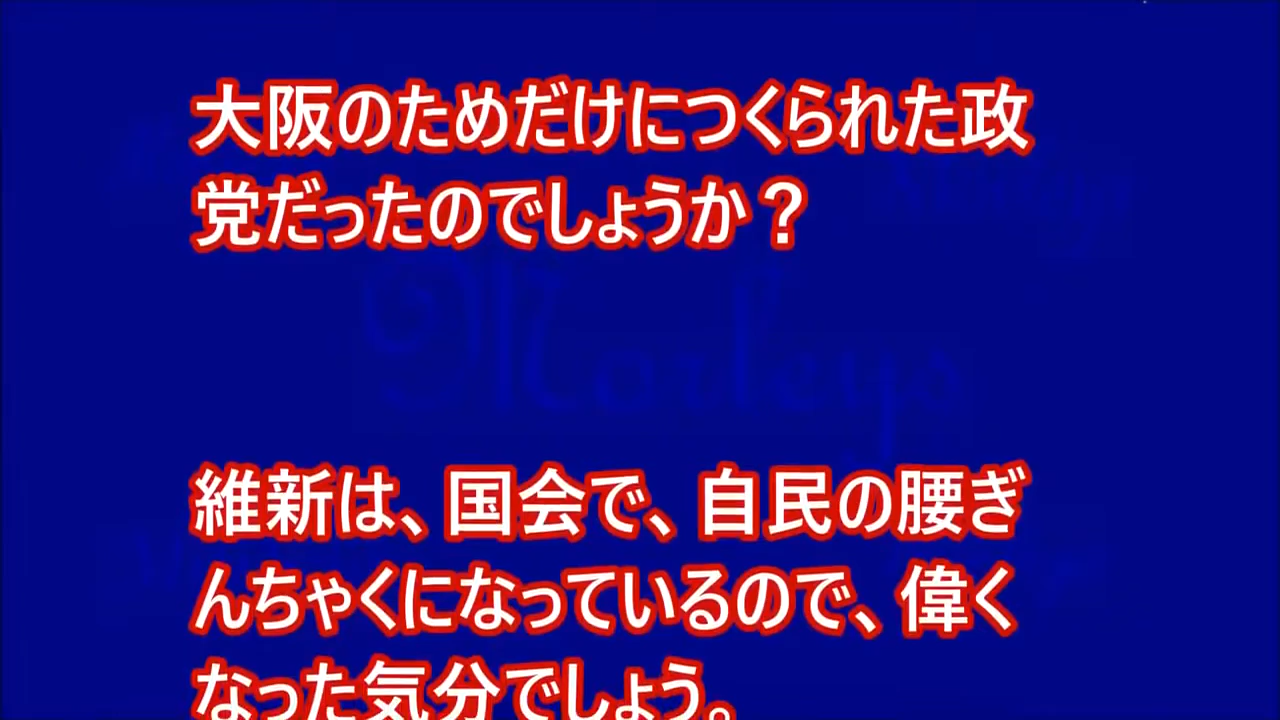 大阪のためだけにつくられた政
党だったのでしょうか？
Morleys
維新は、国会で、自民の腰ぎ
んちゃくになっているので、偉く
なった気分でしょう。